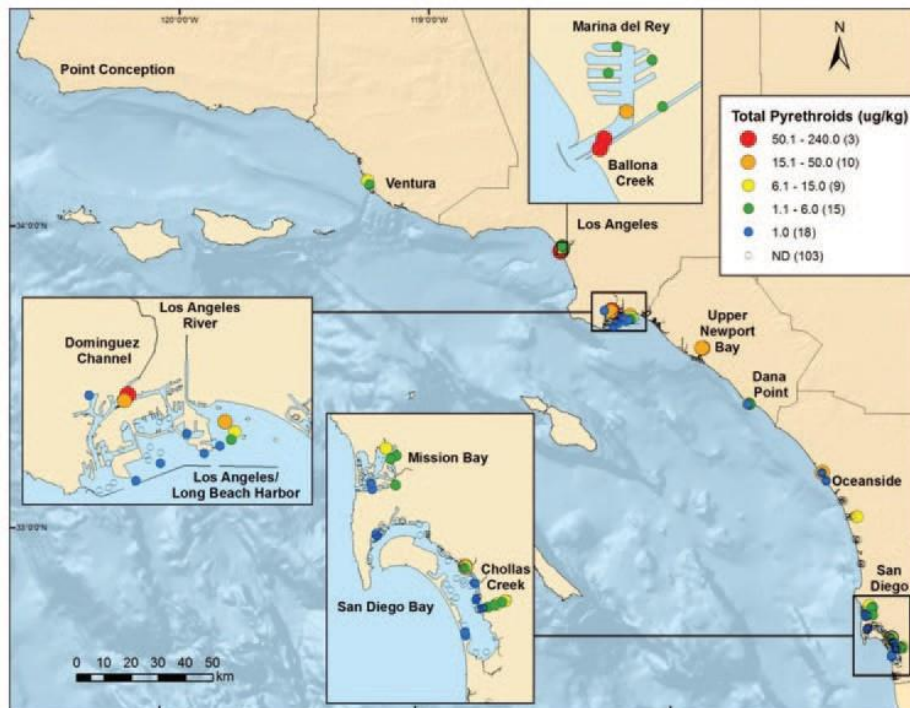 120°0'0"W
119°0'0"W
Point Conception
Marina del Rey
N
Total Pyrethroids (ug/kg)
50.1 - 240.0 (3)
15.1 - 50.0 (10)
6.1 - 15.0 (9)
1.1 - 6.0 (15)
1.0 (18)
ND (103)
Ballona
Creek
Ventura
34°0'0"N
Los Angeles
Los Angeles
River
Dominguez
Channel
Upper
Newport
Bay
Dana
Point
Los Angeles/
Long Beach Harbor
Mission Bay
Oceanside
33°0'0"N
Chollas
Creek
San
Diego
San Diego Bay
0 10 20 30 40 50
km